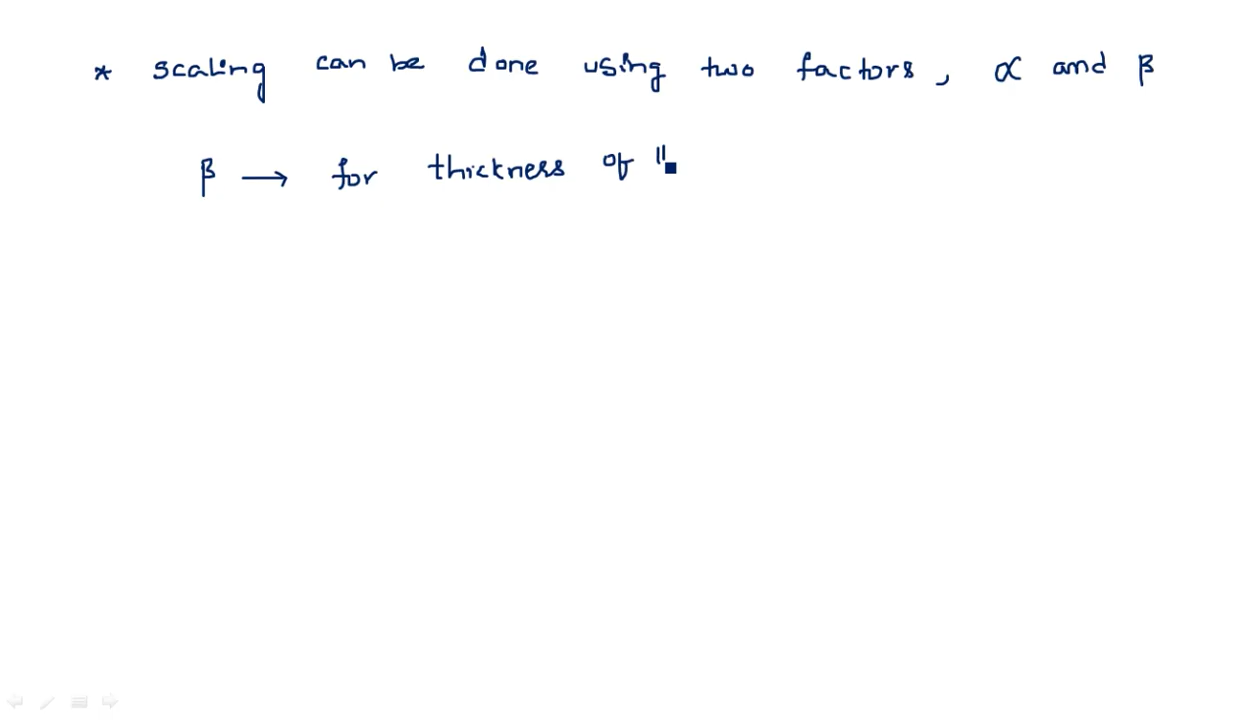 * scaling can be done using two factors, α and β
β → for thickness of